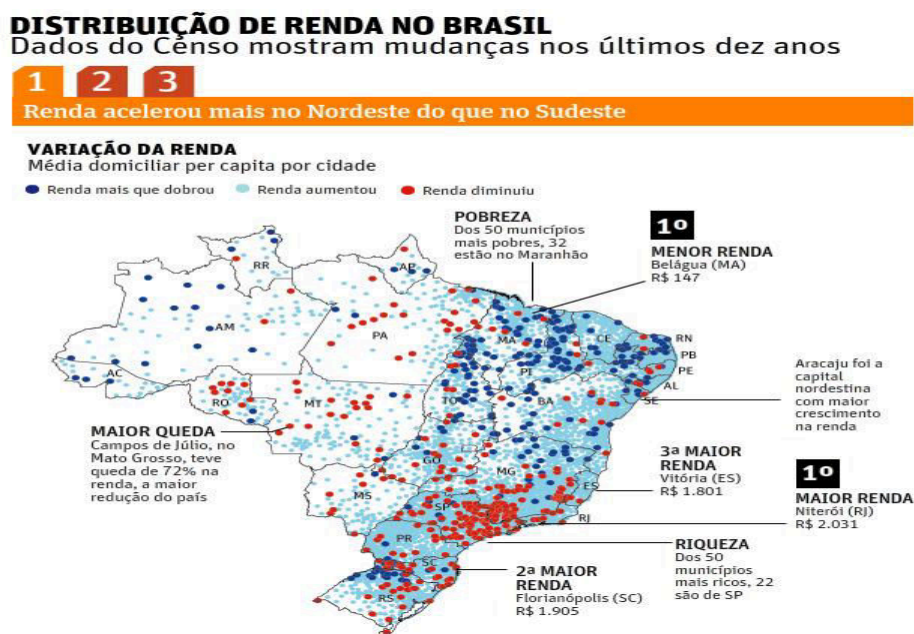 DISTRIBUIÇÃO DE RENDA NO BRASIL
Dados do Censo mostram mudanças nos últimos dez anos
1 2 3
Renda acelerou mais no Nordeste do que no Sudeste
VARIAÇÃO DA RENDA
Média domiciliar per capita por cidade
Renda mais que dobrou
Renda aumentou
Renda diminuiu
POBREZA
Dos 50 municípios
mais pobres, 32
estão no Maranhão
1º
MENOR RENDA
Belágua (MA)
R$ 147
RR
AP
AM
PA
MA
CE
RN
PB
PE
AL
SE
PI
AC
RO
MT
TO
BA
Aracaju foi a
capital
nordestina
com maior
crescimento
na renda
MAIOR QUEDA
Campos de Júlio, no
Mato Grosso, teve
queda de 72% na
renda, a maior
redução do país
GO
MG
ES
MS
SP
RJ
PR
SC
RS
3ª MAIOR
RENDA
Vitória (ES)
R$ 1.801
1º
MAIOR RENDA
Niterói (RJ)
R$ 2.031
RIQUEZA
Dos 50
municípios
mais ricos, 22
são de SP
2ª MAIOR
RENDA
Florianópolis (SC)
R$ 1.905